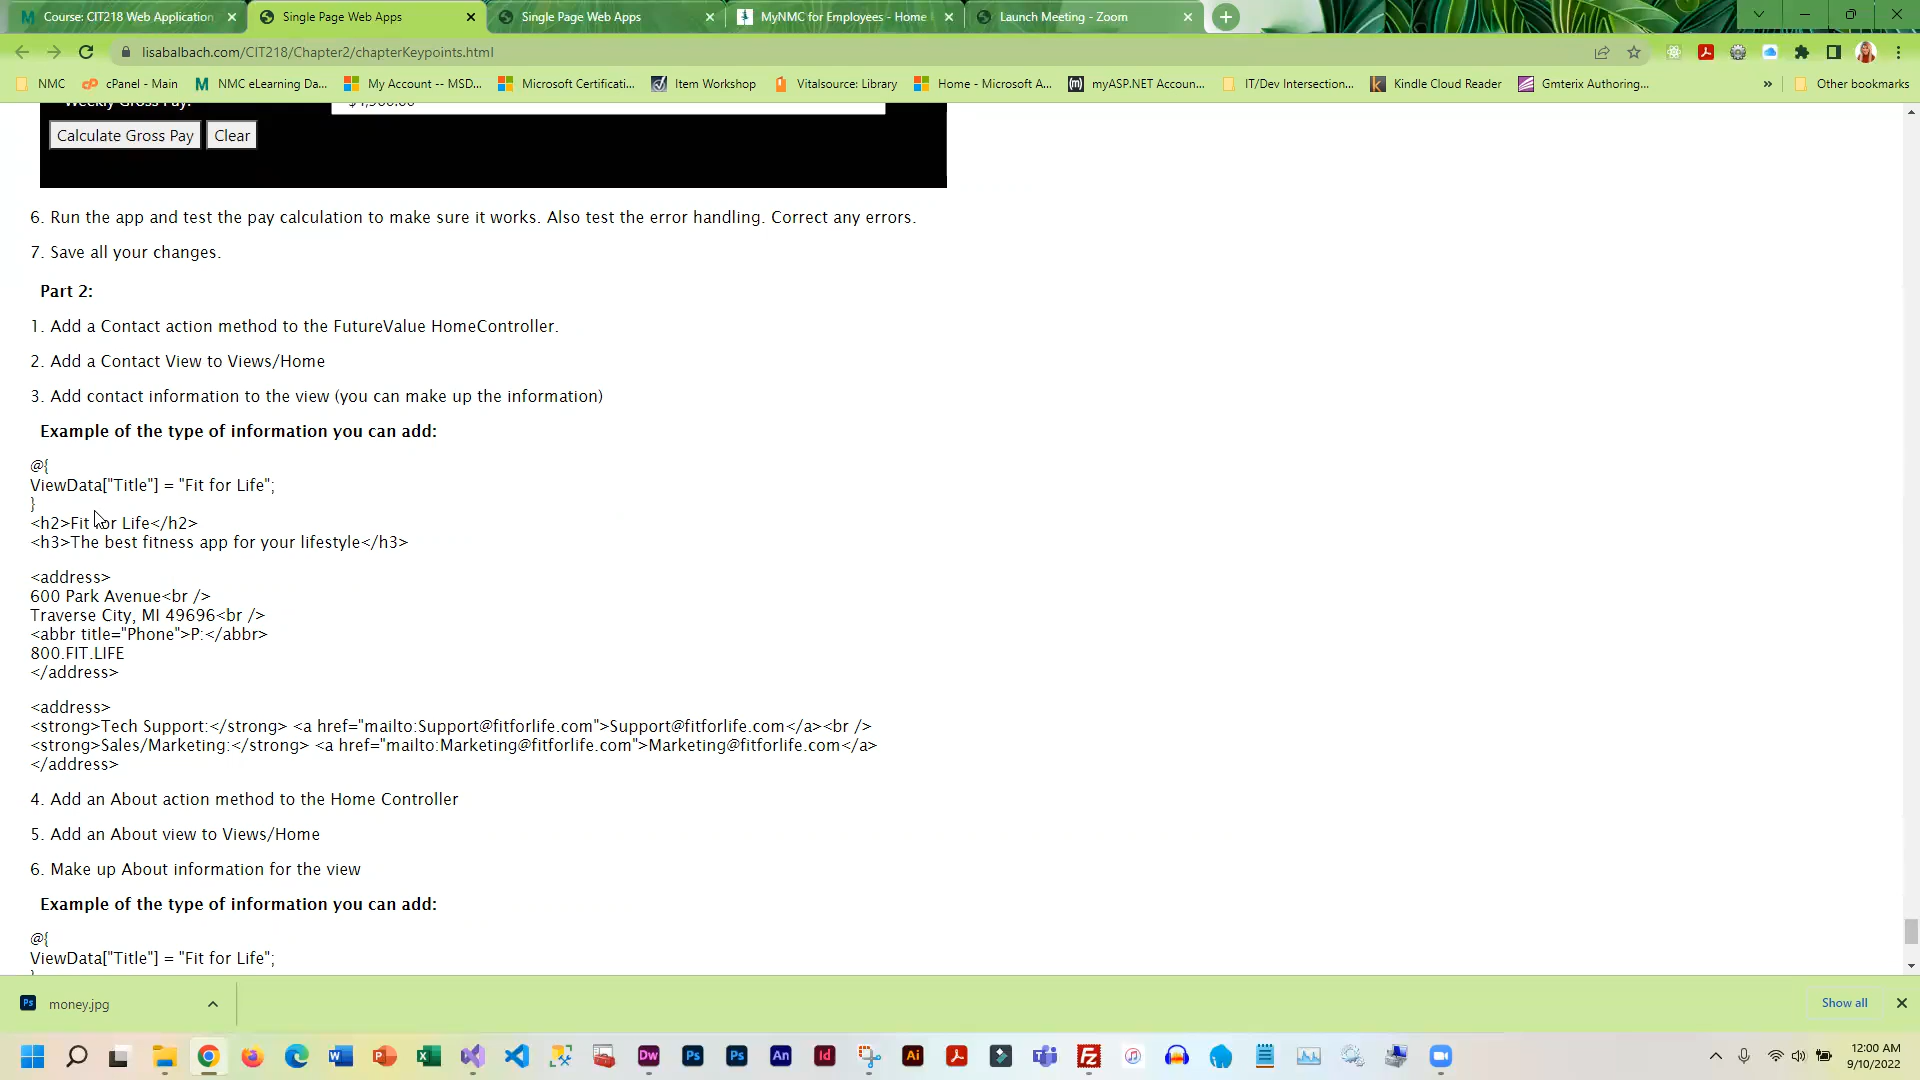 Course: CIT218 Web Application
Single Page Web Apps
Single Page Web Apps
MyNMC for Employees - Home
Launch Meeting - Zoom
lisabalbach.com/CIT218/Chapter2/chapterKeypoints.html
NMC
cPanel - Main
NMC eLearning Da...
My Account -- MSD...
Microsoft Certificati...
Item Workshop
Vitalsource: Library
Home - Microsoft A...
myASP.NET Accoun...
IT/Dev Intersection...
Kindle Cloud Reader
Gmterix Authoring...
»
Other bookmarks
Weekly Gross Pay:
Calculate Gross Pay
Clear
6. Run the app and test the pay calculation to make sure it works. Also test the error handling. Correct any errors.
7. Save all your changes.
Part 2:
1. Add a Contact action method to the FutureValue HomeController.
2. Add a Contact View to Views/Home
3. Add contact information to the view (you can make up the information)
Example of the type of information you can add:
@{
ViewData["Title"] = "Fit for Life";
}
<h2>Fit for Life</h2>
<h3>The best fitness app for your lifestyle</h3>
<address>
600 Park Avenue<br />
Traverse City, MI 49696<br />
<abbr title="Phone">P:</abbr>
800.FIT.LIFE
</address>
<address>
<strong>Tech Support:</strong> <a href="mailto:Support@fitforlife.com">Support@fitforlife.com</a><br />
<strong>Sales/Marketing:</strong> <a href="mailto:Marketing@fitforlife.com">Marketing@fitforlife.com</a>
</address>
4. Add an About action method to the Home Controller
5. Add an About view to Views/Home
6. Make up About information for the view
Example of the type of information you can add:
@{
ViewData["Title"] = "Fit for Life";
money.jpg
Show all
12:00 AM
9/10/2022